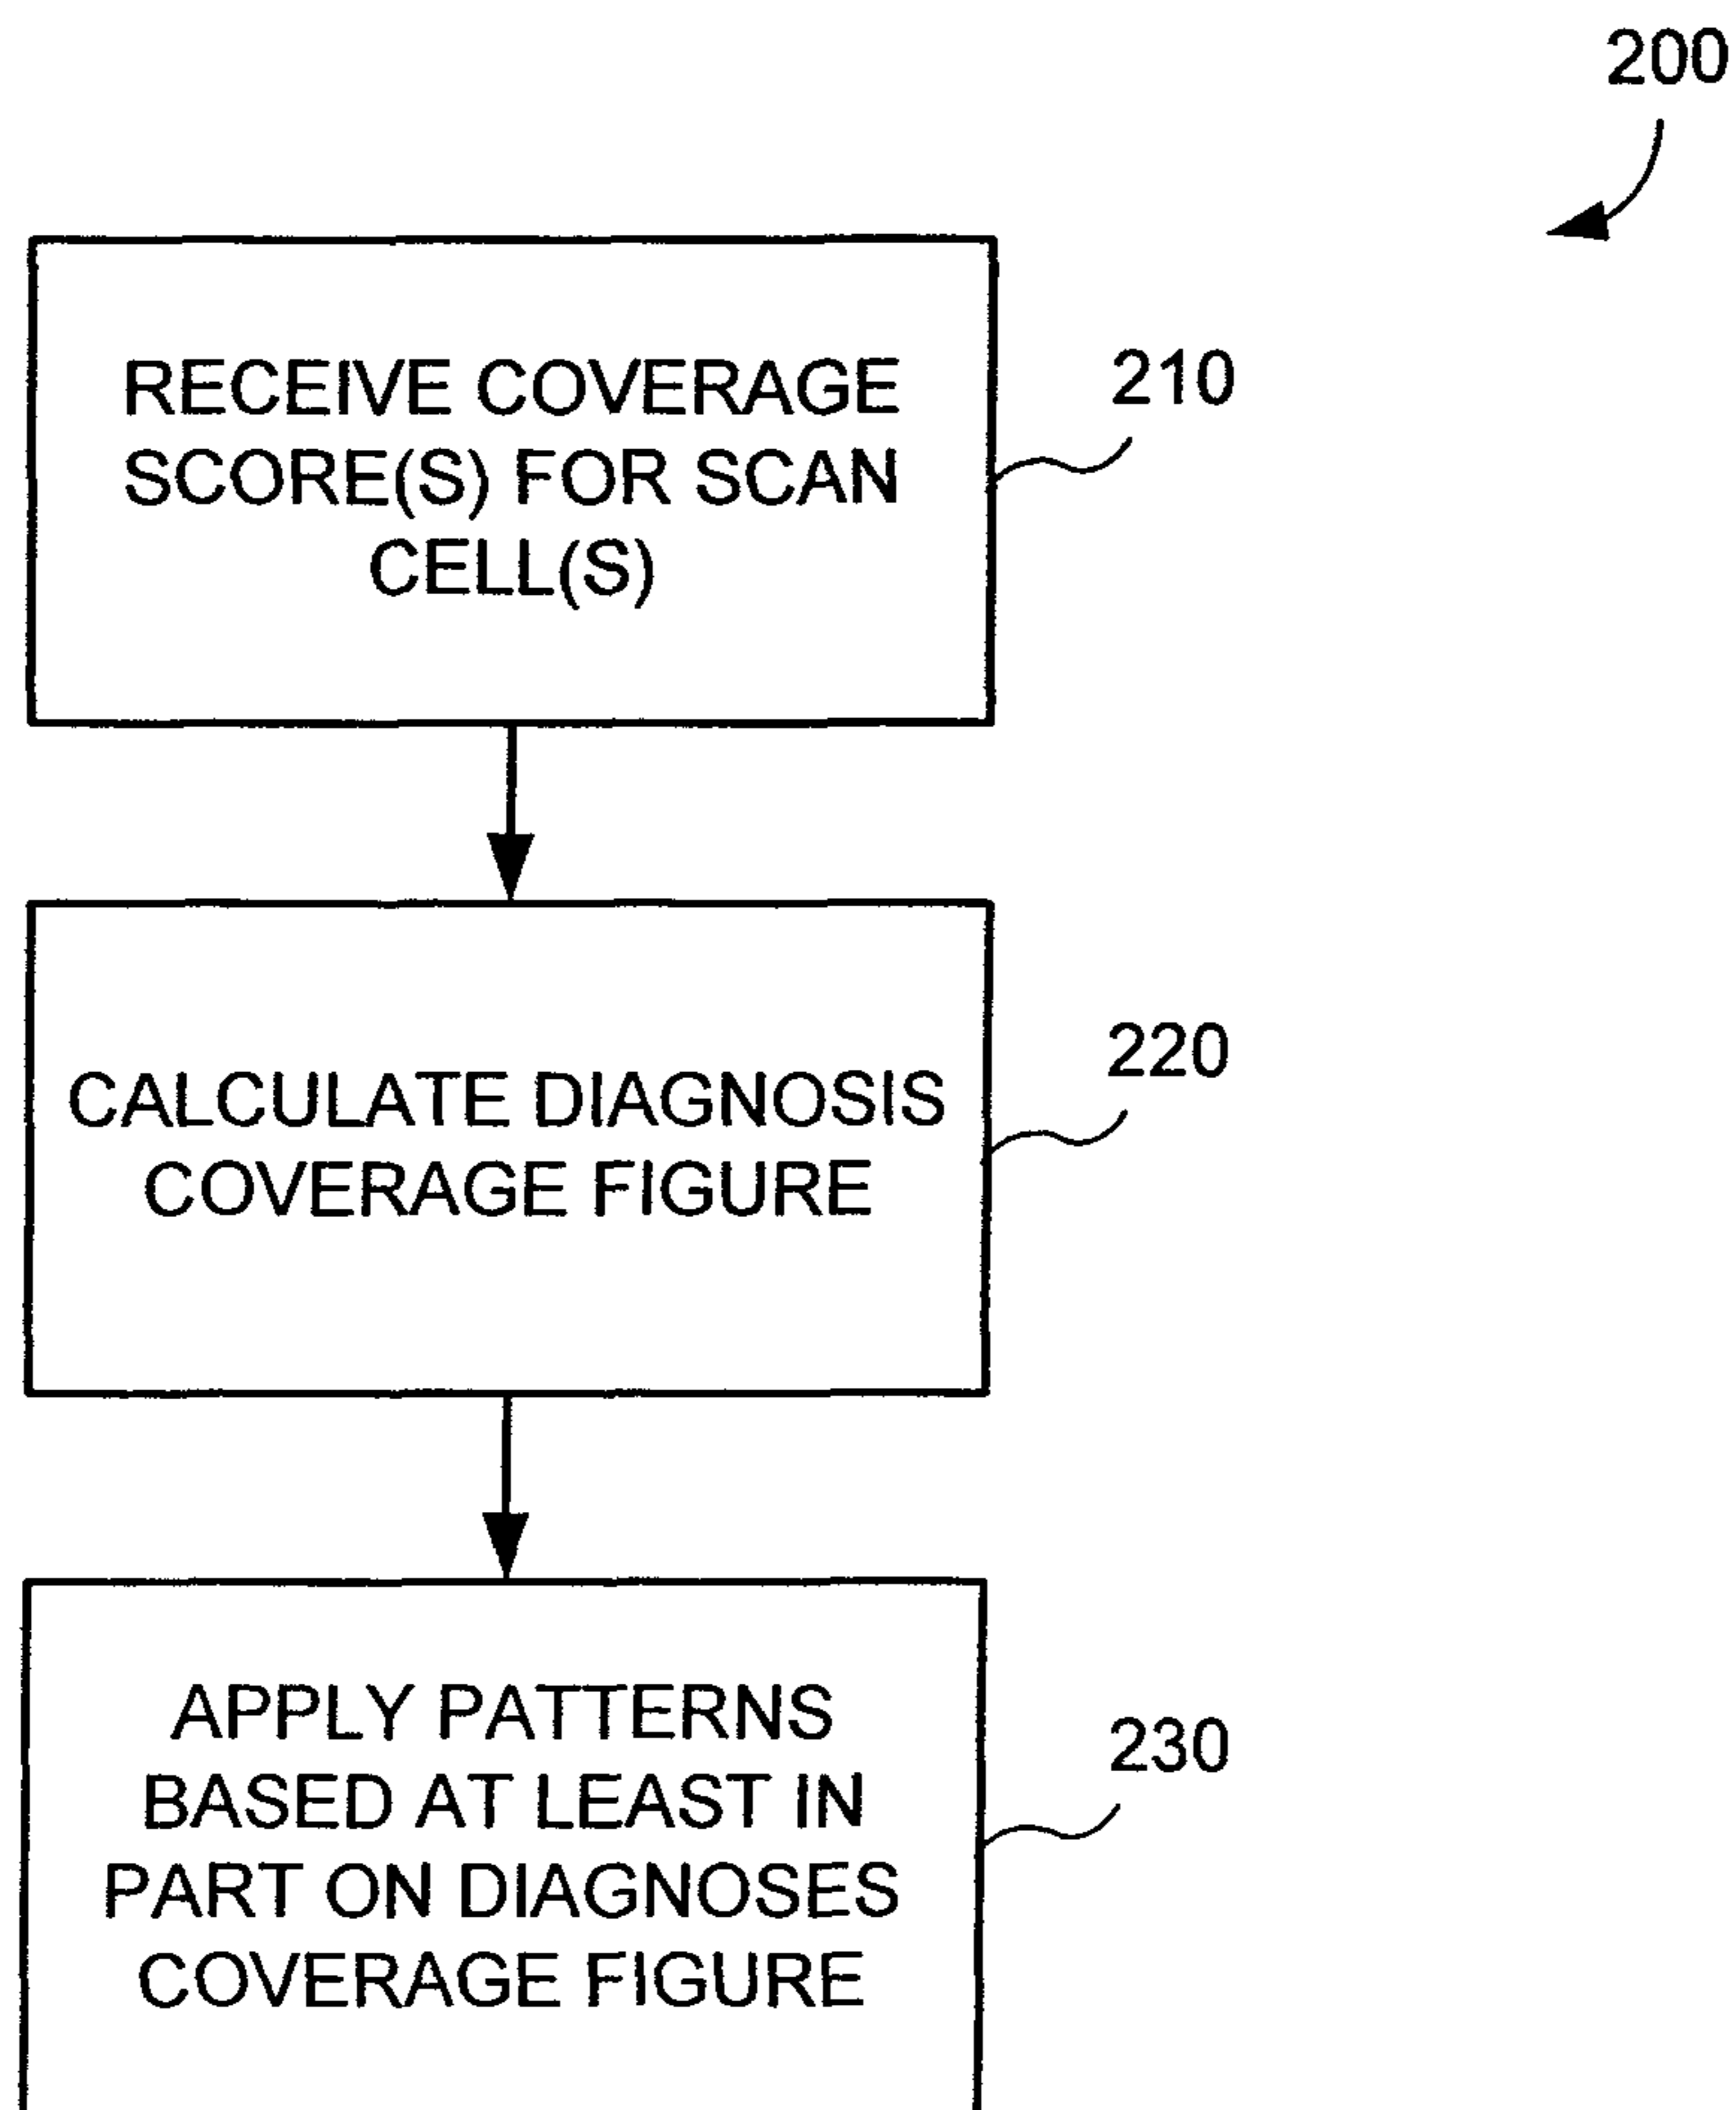 200
RECEIVE COVERAGE
SCORE(S) FOR SCAN
CELL(S)
210
CALCULATE DIAGNOSIS
COVERAGE FIGURE
220
APPLY PATTERNS
BASED AT LEAST IN
PART ON DIAGNOSES
COVERAGE FIGURE
230